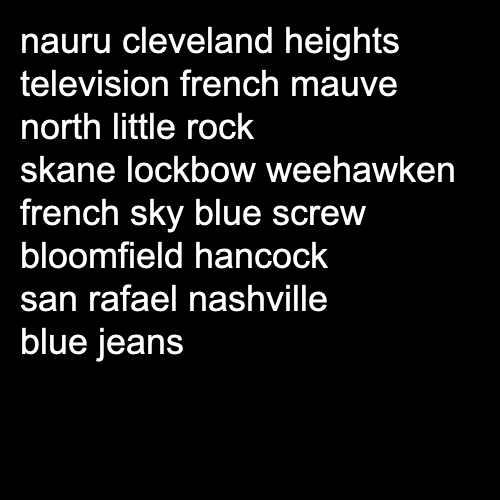 nauru cleveland heights
television french mauve
north little rock
skane lockbow weehawken
french sky blue screw
bloomfield hancock
san rafael nashville
blue jeans